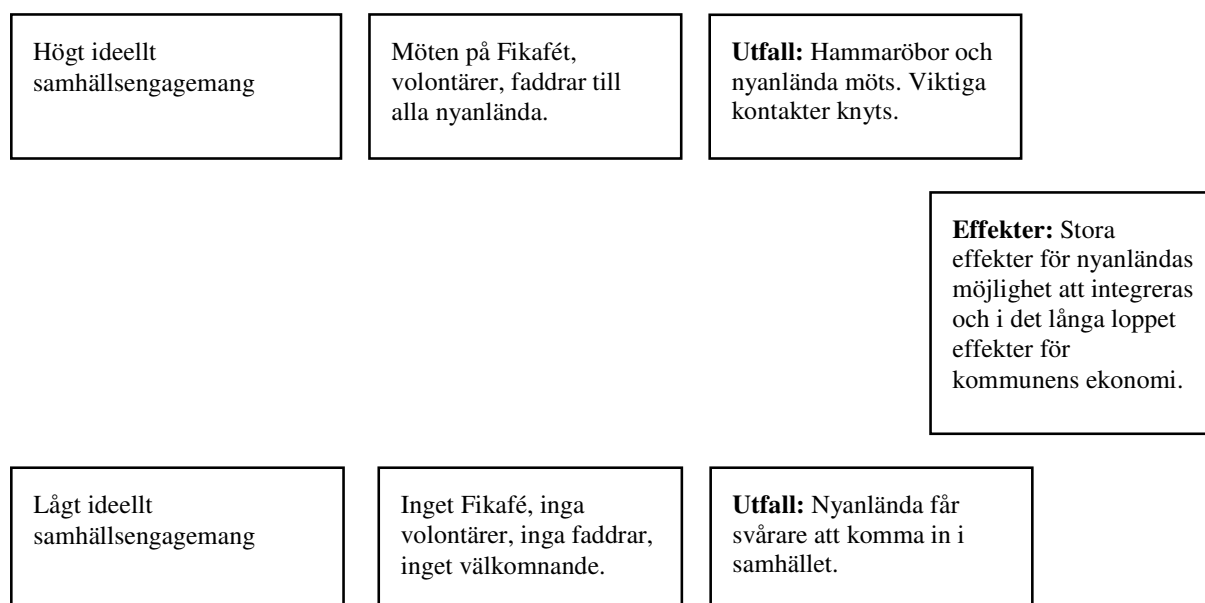 Högt ideellt
samhällsengagemang
Möten på Fikafét,
volontärer, faddrar till
alla nyanlända.
Utfall: Hammaröbor och
nyanlända möts. Viktiga
kontakter knyts.
Effekter: Stora
effekter för nyanländas
möjlighet att integreras
och i det långa loppet
effekter för
kommunens ekonomi.
Lågt ideellt
samhällsengagemang
Inget Fikafé, inga
volontärer, inga faddrar,
inget välkomnande.
Utfall: Nyanlända får
svårare att komma in i
samhället.